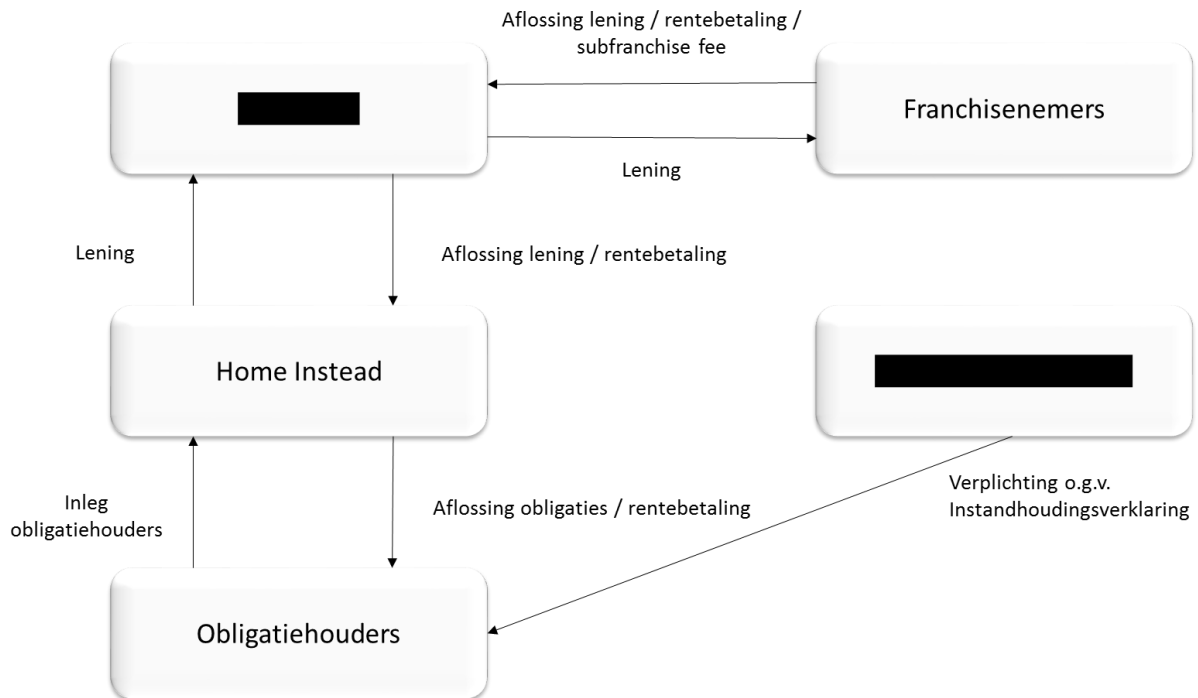 Aflossing lening / rentebetaling /
subfranchise fee
Franchisenemers
Lening
Lening
Aflossing lening / rentebetaling
Home Instead
Inleg
obligatiehouders
Aflossing obligaties / rentebetaling
Verplichting o.g.v.
Instandhoudingsverklaring
Obligatiehouders